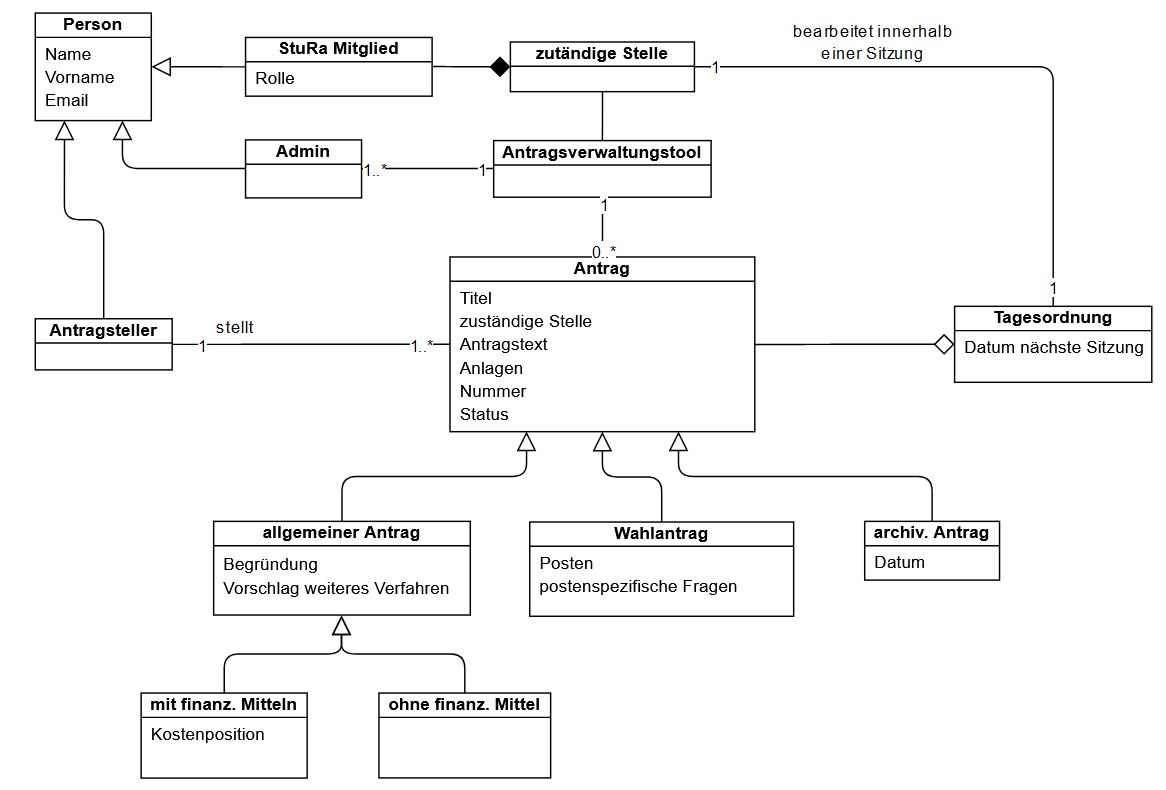 Person
Name
Vorname
Email
StuRa Mitglied
Rolle
zutändige Stelle
1
bearbeitet innerhalb
einer Sitzung
Admin
1..*
1
Antragsverwaltungstool
1
0..*
Antrag
Titel
zuständige Stelle
Antragstext
Anlagen
Nummer
Status
1
Tagesordnung
Datum nächste Sitzung
Antragsteller
stellt
1
1..*
allgemeiner Antrag
Begründung
Vorschlag weiteres Verfahren
Wahlantrag
Posten
postenspezifische Fragen
archiv. Antrag
Datum
mit finanz. Mitteln
Kostenposition
ohne finanz. Mittel